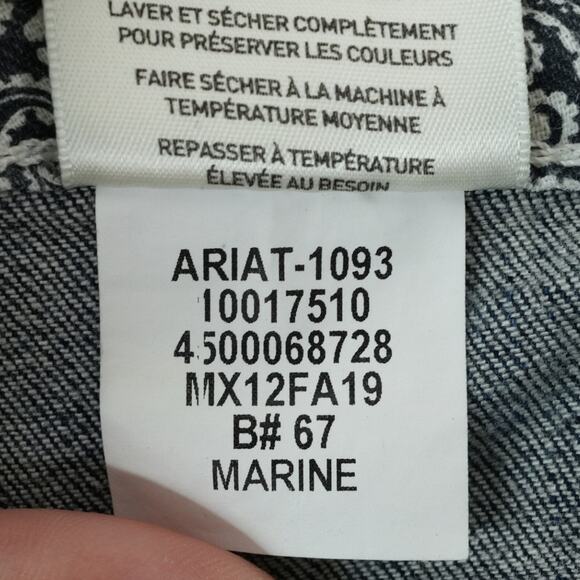 LAVER ET SÉCHER COMPLÈTEMENT
POUR PRÉSERVER LES COULEURS
FAIRE SÉCHER À LA MACHINE À
TEMPÉRATURE MOYENNE
REPASSER À TEMPÉRATURE
ÉLEVÉE AU BESOIN
ARIAT-1093
10017510
4500068728
MX12FA19
B# 67
MARINE